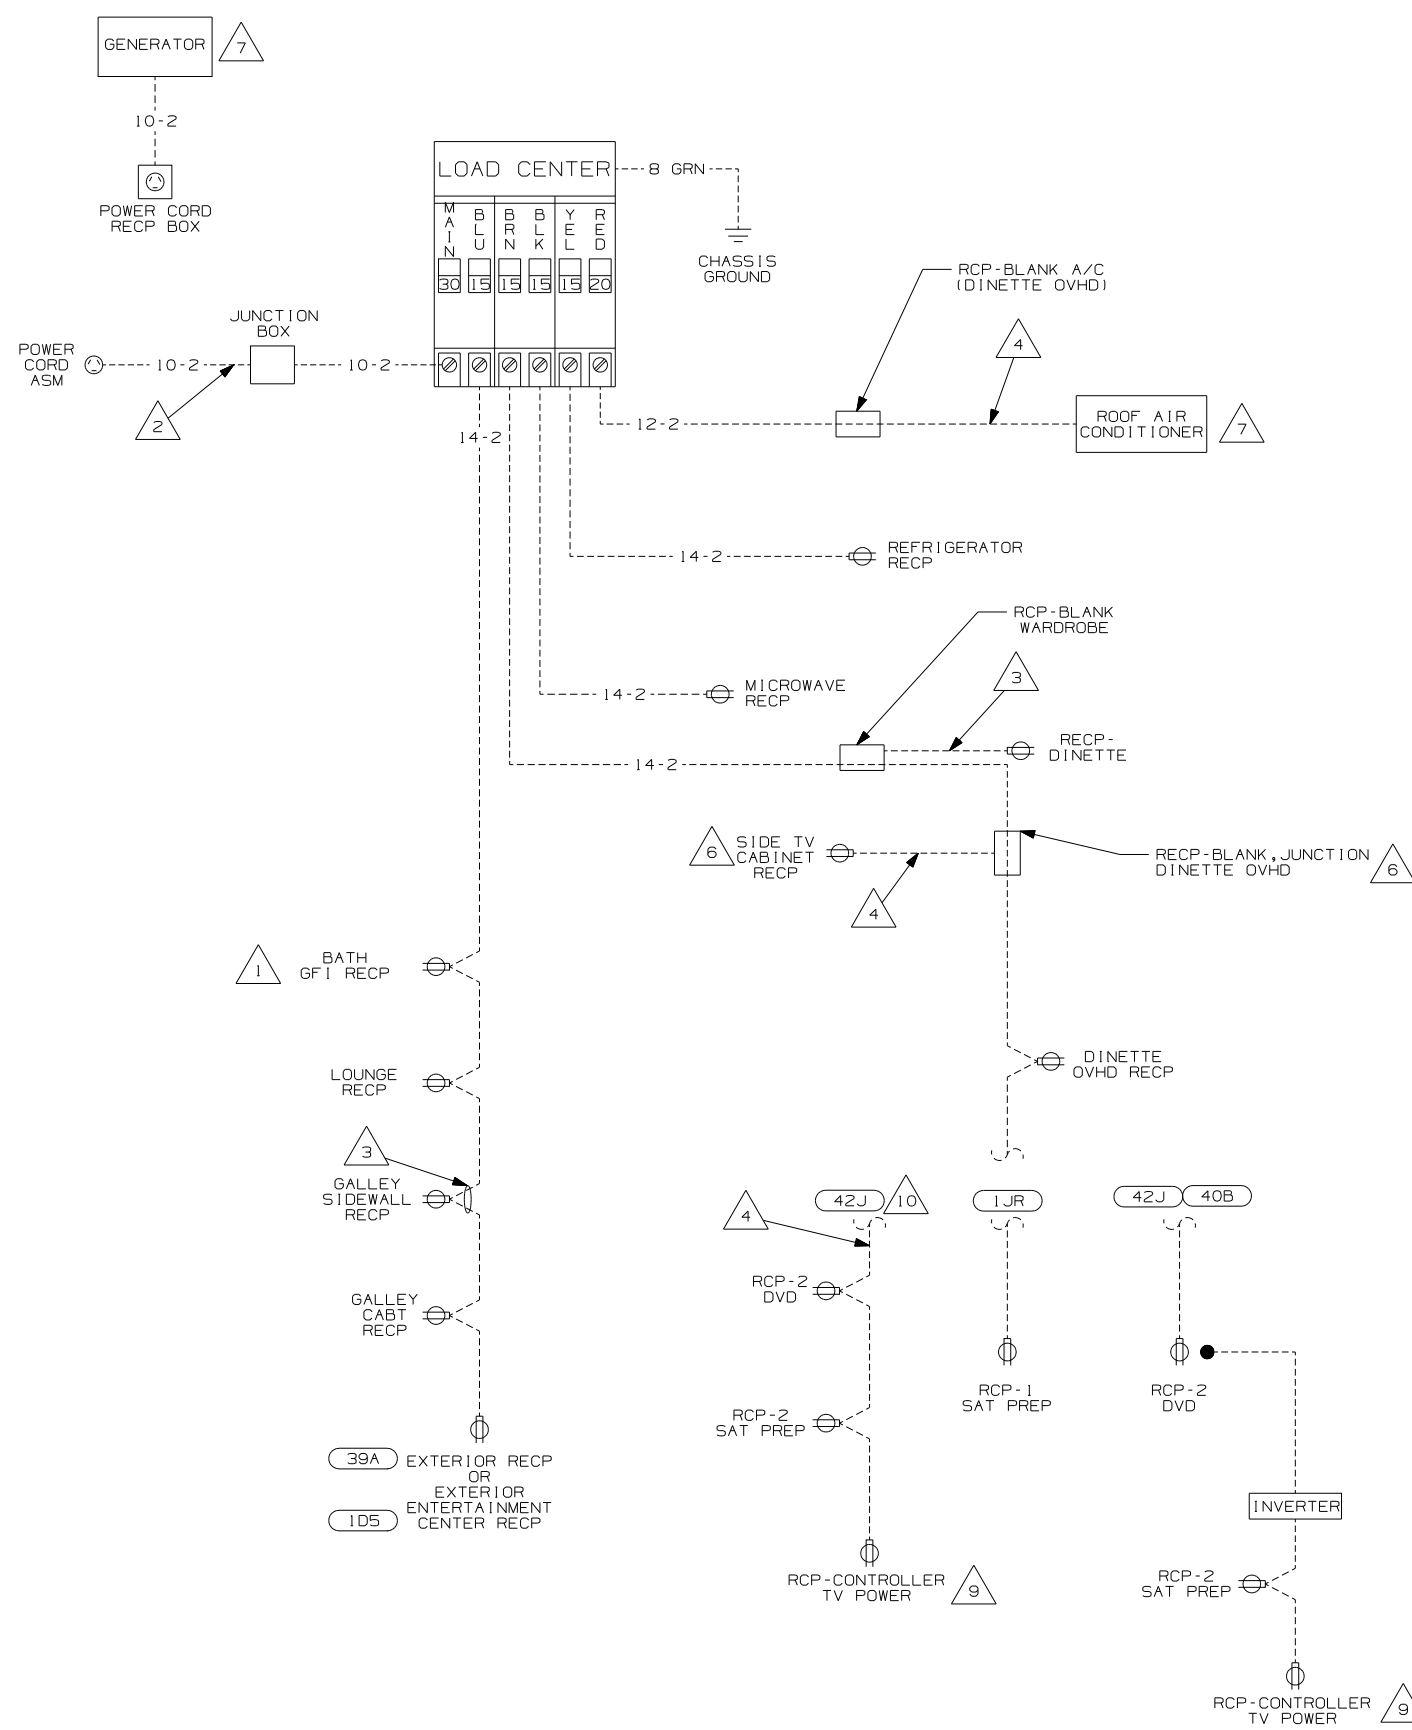 GENERATOR
7
10-2
POWER CORD
RECP BOX
LOAD CENTER
8 GRN
CHASSIS
GROUND
MAIN
BLU
BRN
BLK
YEL
RED
30
15
15
15
15
20
RCP-BLANK A/C
(DINETTE OVHD)
JUNCTION
BOX
POWER
CORD
ASM
10-2
10-2
2
4
14-2
12-2
ROOF AIR
CONDITIONER
7
14-2
REFRIGERATOR
RECP
RCP-BLANK
WARDROBE
3
14-2
MICROWAVE
RECP
RECP-
DINETTE
14-2
6
SIDE TV
CABINET
RECP
4
RECP-BLANK,JUNCTION
DINETTE OVHD
6
1
BATH
GFI RECP
DINETTE
OVHD RECP
LOUNGE
RECP
3
GALLEY
SIDEWALL
RECP
4
42J
10
1JR
42J
40B
RCP-2
DVD
GALLEY
CABT
RECP
RCP-1
SAT PREP
RCP-2
DVD
RCP-2
SAT PREP
39A
EXTERIOR RECP
OR
EXTERIOR
ENTERTAINMENT
CENTER RECP
1D5
INVERTER
RCP-CONTROLLER
TV POWER
9
RCP-2
SAT PREP
RCP-CONTROLLER
TV POWER
9